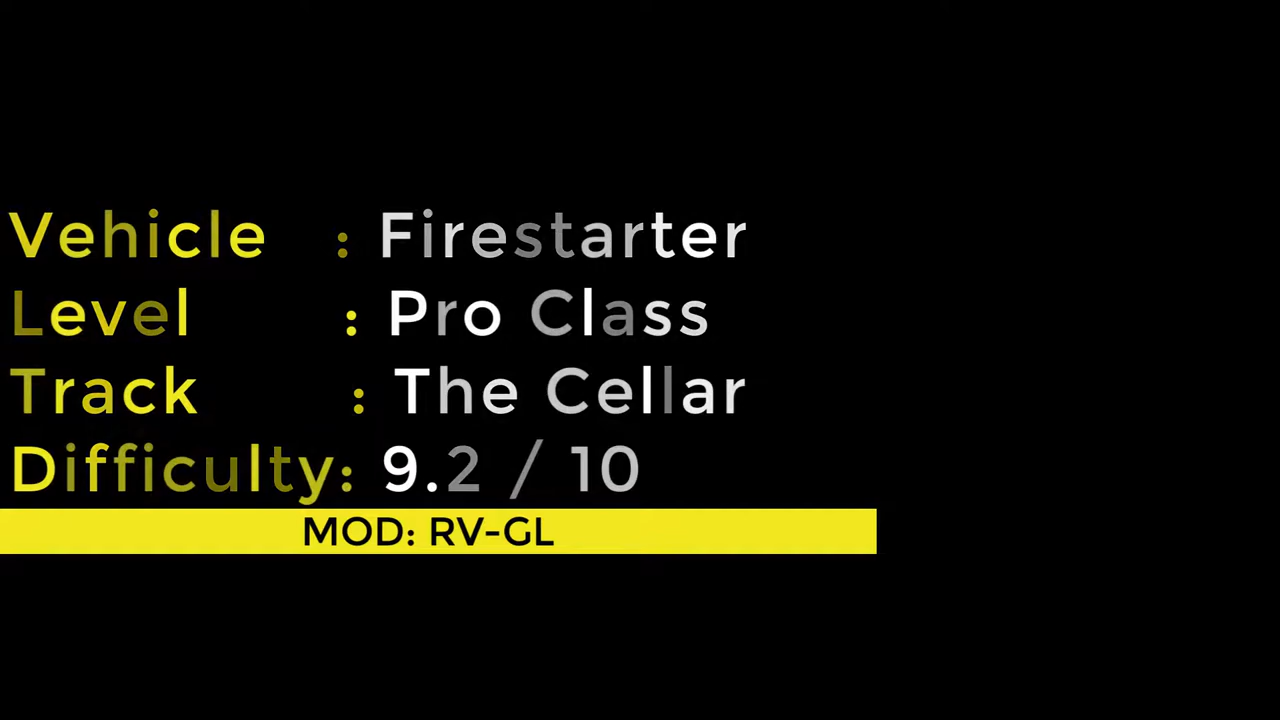 Vehicle : Firestarter
Level : Pro Class
Track : The Cellar
Difficulty: 9.2 / 10
MOD: RV-GL